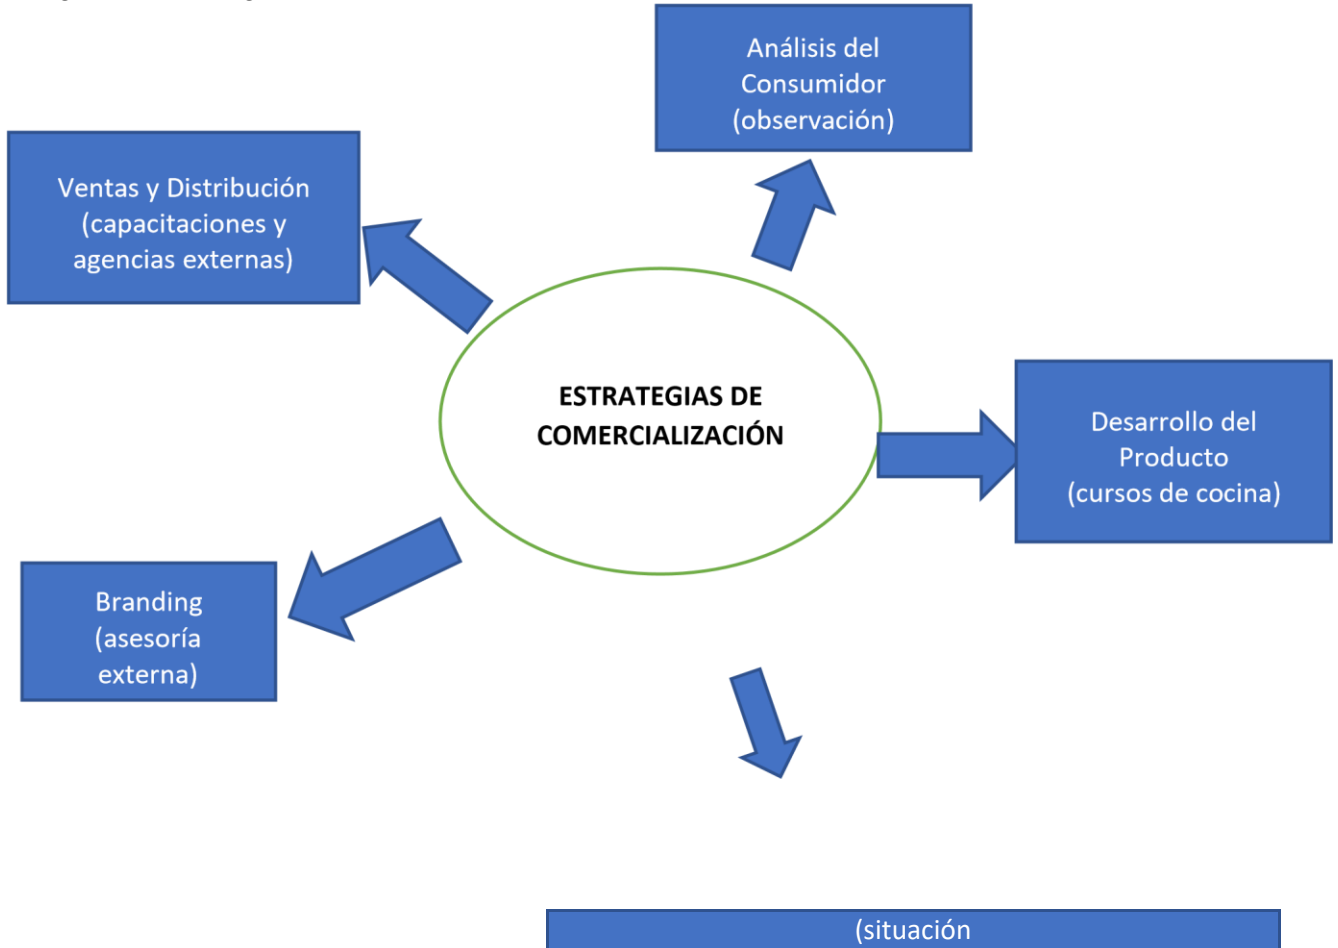 Análisis del
Consumidor
(observación)
Ventas y Distribución
(capacitaciones y
agencias externas)
ESTRATEGIAS DE
COMERCIALIZACIÓN
Desarrollo del
Producto
(cursos de cocina)
Branding
(asesoría
externa)
(situación